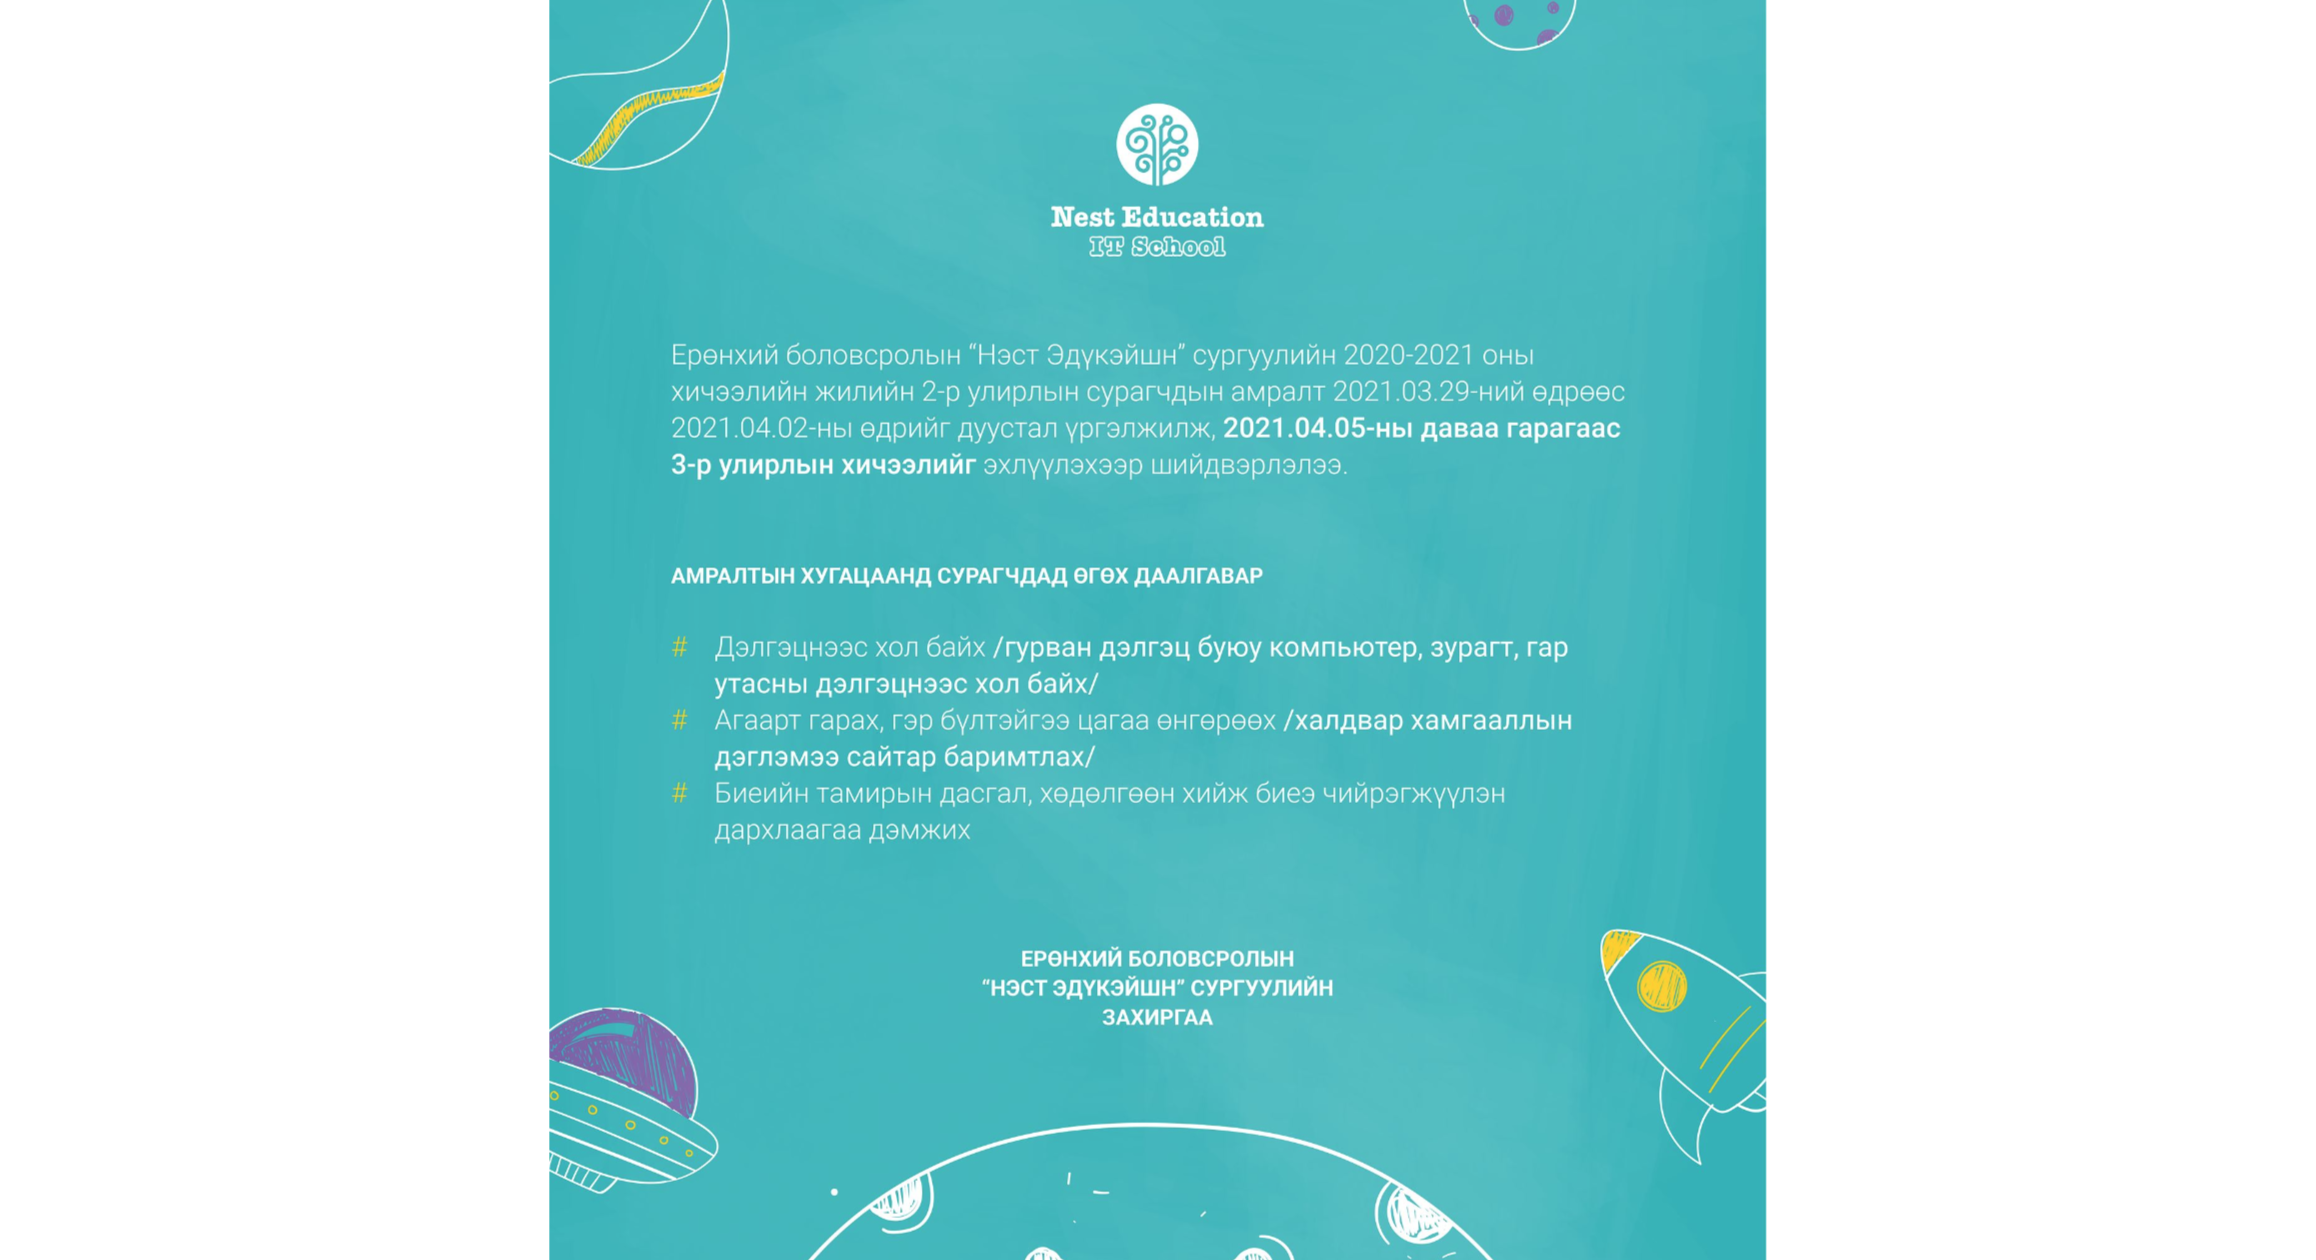 Nest Education
IT School
Ерөнхий боловсролын “Нэст Эдүкэйшн” сургуулийн 2020-2021 оны
хичээлийн жилийн 2-р улирлын сурагчдын амралт 2021.03.29-ний өдрөөс
2021.04.02-ны өдрийг дуустал үргэлжилж, 2021.04.05-ны даваа гарагаас
3-р улирлын хичээлийг эхлүүлэхээр шийдвэрлэлээ.
АМРАЛТЫН ХУГАЦААНД СУРАГЧДАД ӨГӨХ ДААЛГАВАР
# Дэлгэцнээс хол байх /гурван дэлгэц буюу компьютер, зурагт, гар
утасны дэлгэцнээс хол байх/
# Агаарт гарах, гэр бүлтэйгээ цагаа өнгөрөөх /халдвар хамгааллын
дэглэмээ сайтар баримтлах/
# Биеийн тамирын дасгал, хөдөлгөөн хийж биеэ чийрэгжүүлэн
дархлаагаа дэмжих
ЕРӨНХИЙ БОЛОВСРОЛЫН
“НЭСТ ЭДҮКЭЙШН” СУРГУУЛИЙН
ЗАХИРГАА